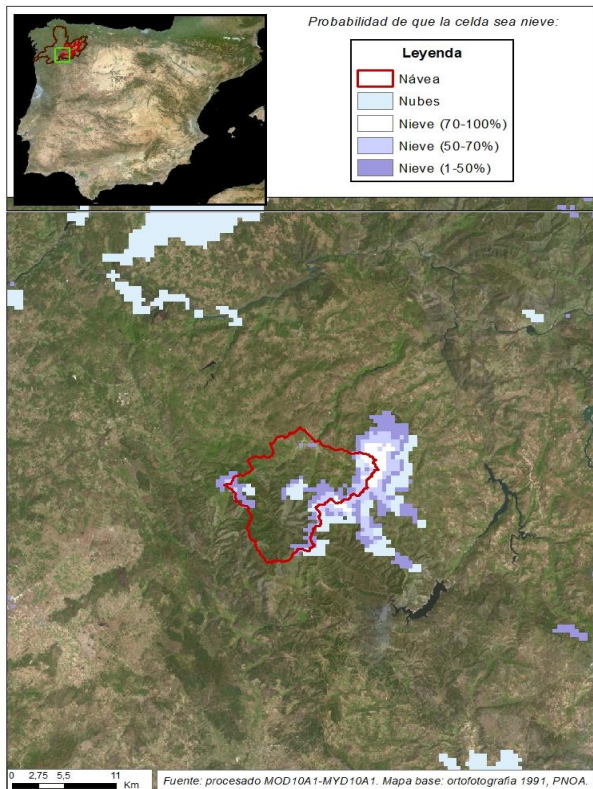 Probabilidad de que la celda sea nieve:
Leyenda
Návea
Nubes
Nieve (70-100%)
Nieve (50-70%)
Nieve (1-50%)
0 2,75 5,5 11
Km
Fuente: procesado MOD10A1-MYD10A1. Mapa base: ortofotografía 1991, PNOA.